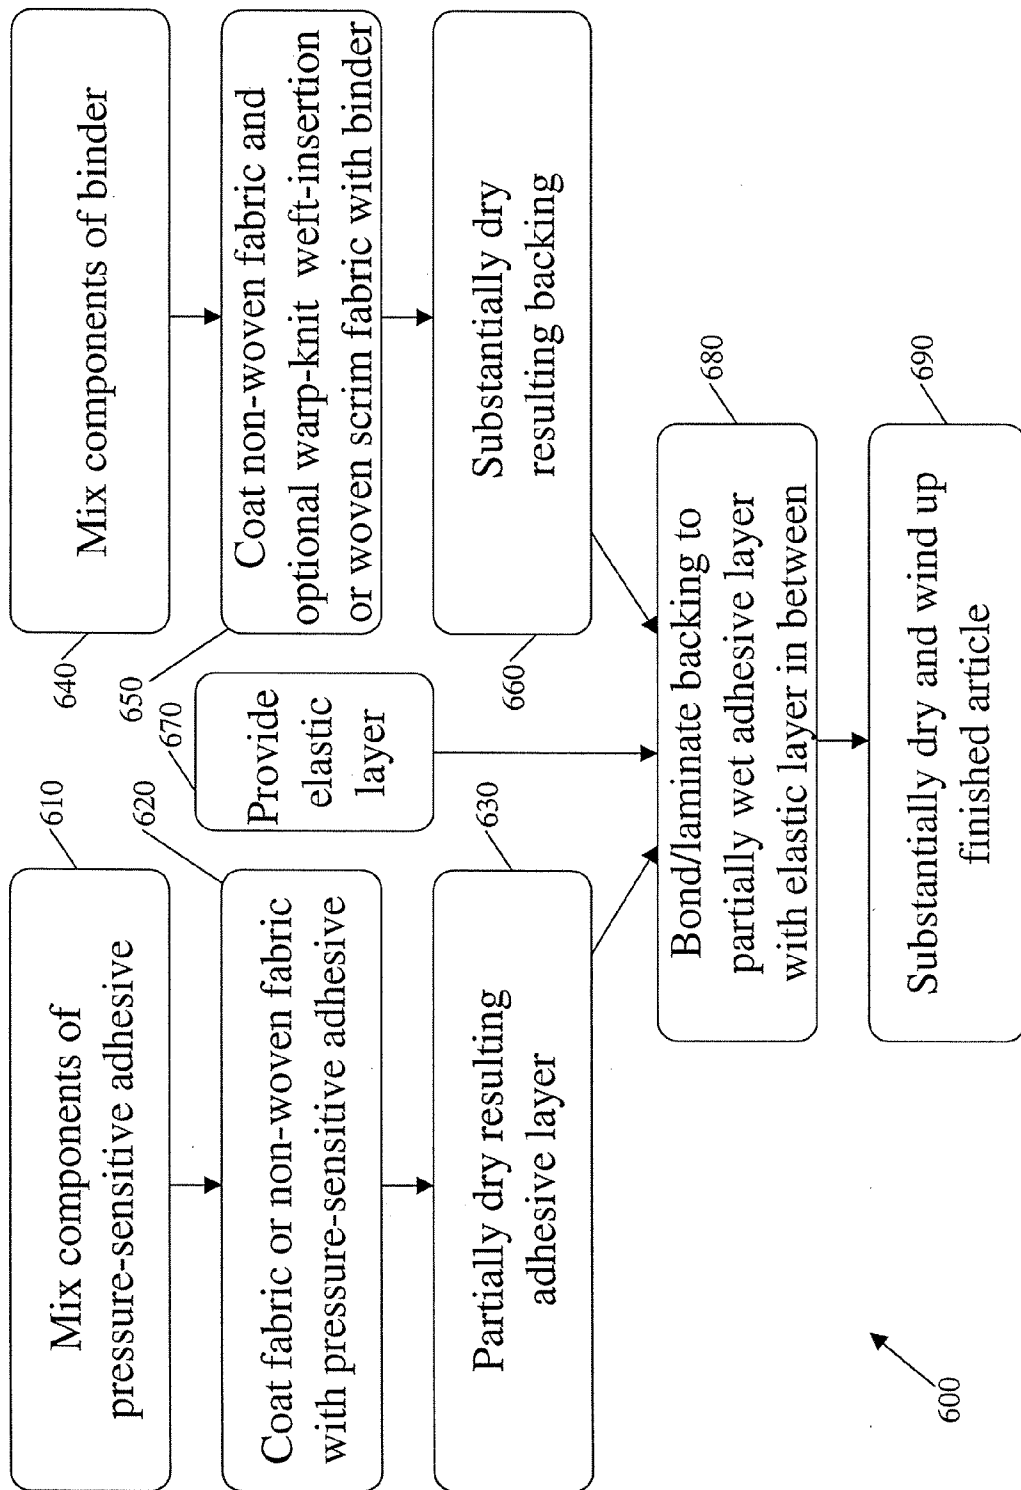 610
Mix components of
pressure-sensitive adhesive
620
Coat fabric or non-woven fabric
with pressure-sensitive adhesive
630
Partially dry resulting
adhesive layer
640
Mix components of binder
650
Coat non-woven fabric and
optional warp-knit weft-insertion
or woven scrim fabric with binder
660
Substantially dry
resulting backing
670
Provide
elastic
layer
680
Bond/laminate backing to
partially wet adhesive layer
with elastic layer in between
690
Substantially dry and wind up
finished article
600